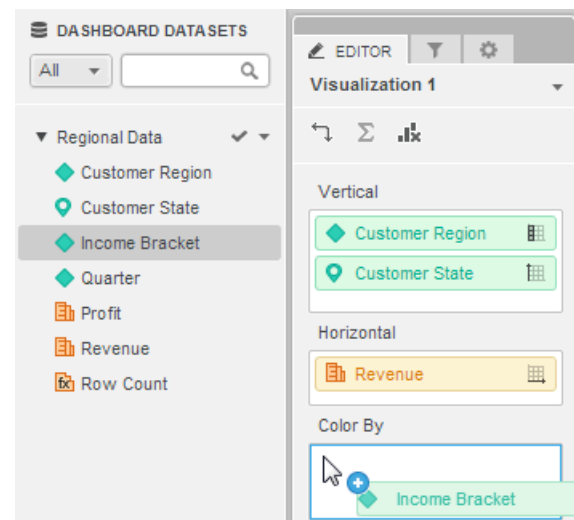 DASHBOARD DATASETS
All
Regional Data
Customer Region
Customer State
Income Bracket
Quarter
Profit
Revenue
fx Row Count
EDITOR
Visualization 1
Σ
Vertical
Customer Region
Customer State
Horizontal
Revenue
Color By
Income Bracket